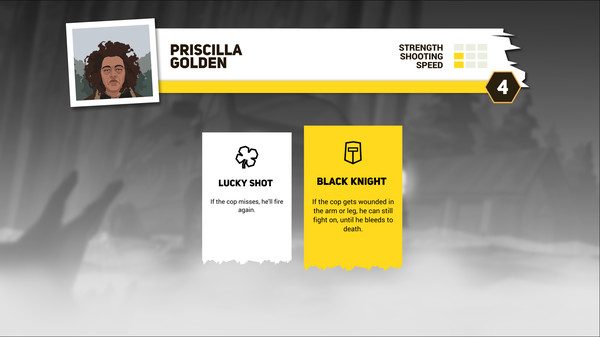 PRISCILLA
GOLDEN
STRENGTH
SHOOTING
SPEED
4
LUCKY SHOT
If the cop misses, he'll fire
again.
BLACK KNIGHT
If the cop gets wounded in
the arm or leg, he can still
fight on, until he bleeds to
death.